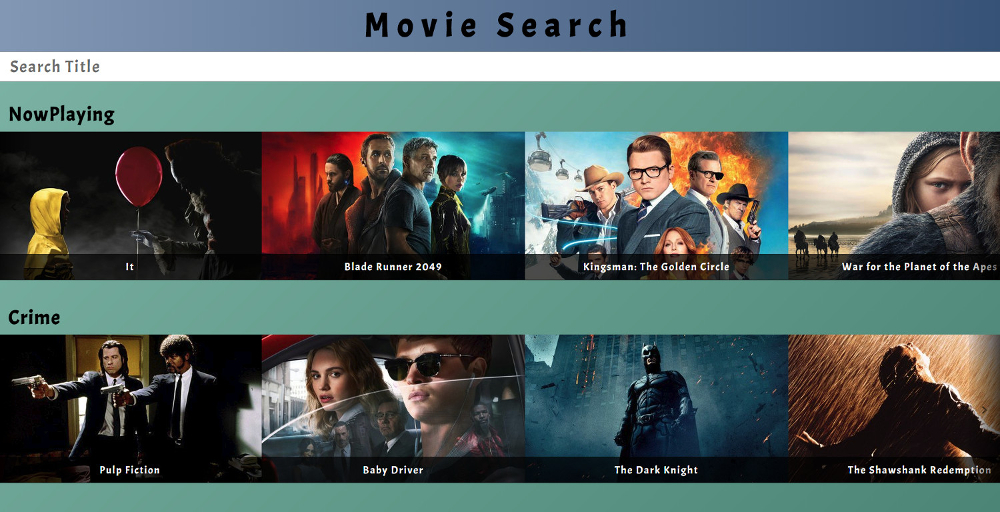 Movie Search
Search Title
NowPlaying
It
Blade Runner 2049
Kingsman: The Golden Circle
War for the Planet of the Apes
Crime
Pulp Fiction
Baby Driver
The Dark Knight
The Shawshank Redemption